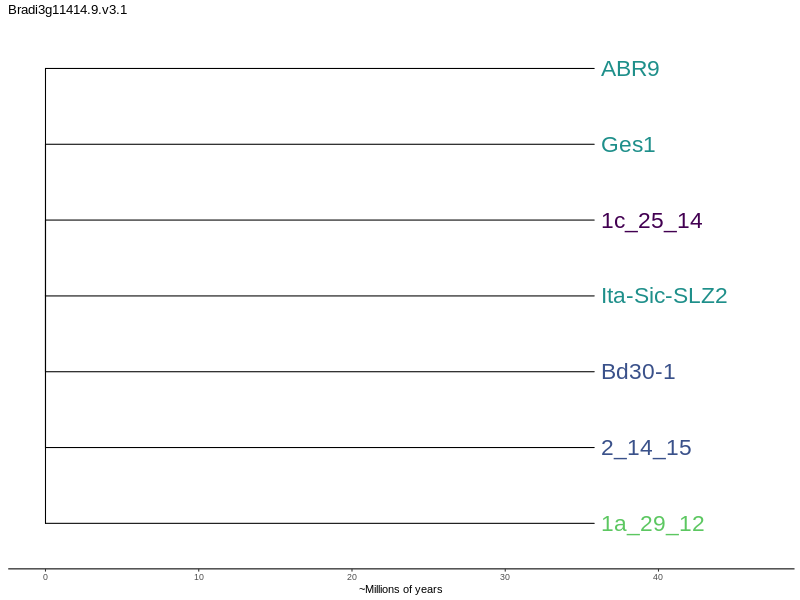 Bradi3g11414.9.v3.1
ABR9
Ges1
1c_25_14
Ita-Sic-SLZ2
Bd30-1
2_14_15
1a_29_12
0 10 20 30 40
~Millions of years